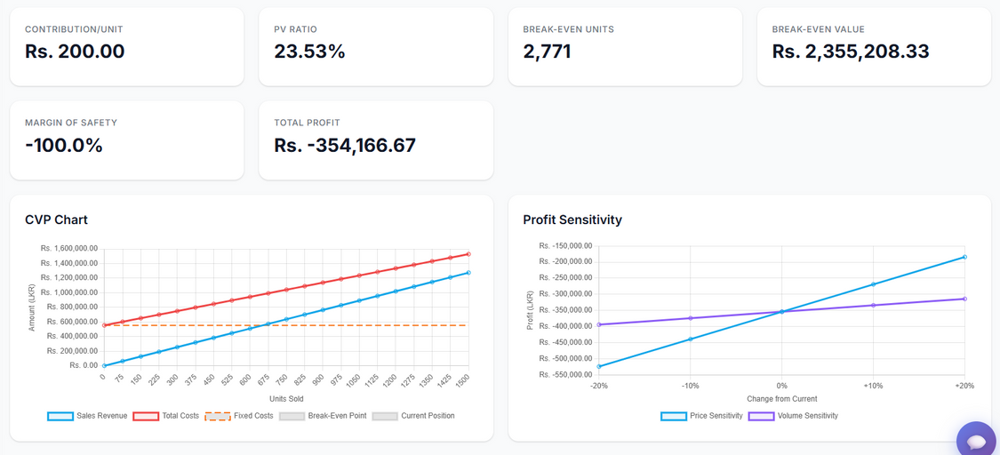 CONTRIBUTION/UNIT
Rs. 200.00
PV RATIO
23.53%
BREAK-EVEN UNITS
2,771
BREAK-EVEN VALUE
Rs. 2,355,208.33
MARGIN OF SAFETY
-100.0%
TOTAL PROFIT
Rs. -354,166.67
CVP Chart
Amount (LKR)
Rs. 1,600,000.00
Rs. 1,400,000.00
Rs. 1,200,000.00
Rs. 1,000,000.00
Rs. 800,000.00
Rs. 600,000.00
Rs. 400,000.00
Rs. 200,000.00
Rs. 0.00
0 75 150 225 300 375 450 525 600 675 750 825 900 975 1050 1125 1200 1275 1350 1425 1500
Units Sold
Sales Revenue Total Costs Fixed Costs Break-Even Point Current Position
Profit Sensitivity
Profit (LKR)
Rs. -150,000.00
Rs. -200,000.00
Rs. -250,000.00
Rs. -300,000.00
Rs. -350,000.00
Rs. -400,000.00
Rs. -450,000.00
Rs. -500,000.00
Rs. -550,000.00
-20% -10% 0% +10% +20%
Change from Current
Price Sensitivity Volume Sensitivity